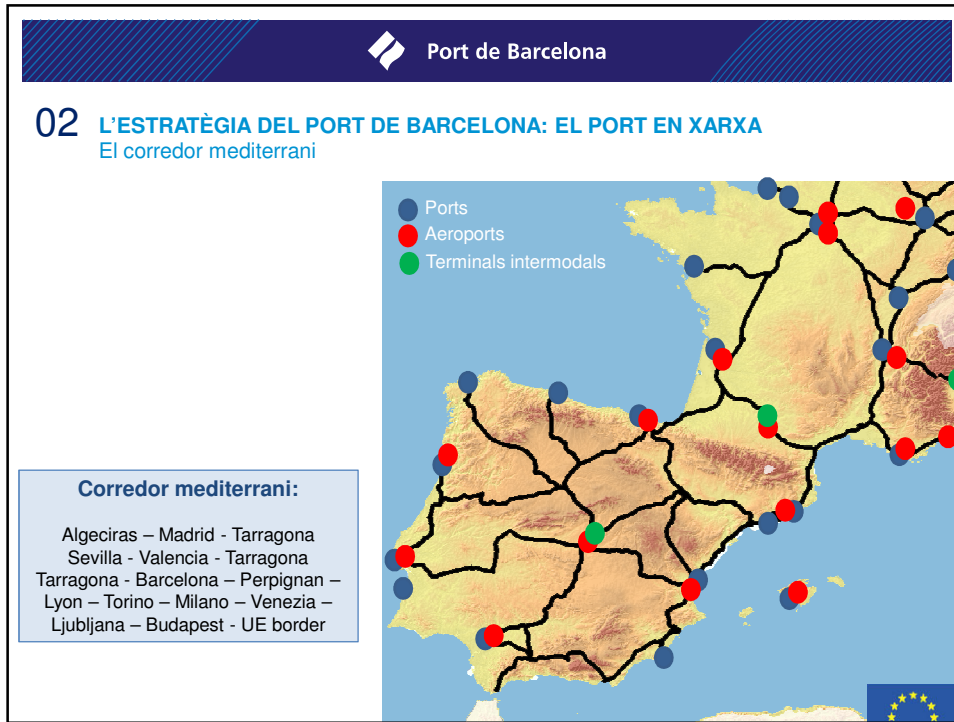 Port de Barcelona
02 L'ESTRATÈGIA DEL PORT DE BARCELONA: EL PORT EN XARXA
El corredor mediterrani
Ports
Aeroports
Terminals intermodals
Corredor mediterrani:
Algeciras – Madrid - Tarragona
Sevilla - Valencia - Tarragona
Tarragona - Barcelona – Perpignan –
Lyon – Torino – Milano – Venezia –
Ljubljana – Budapest - UE border